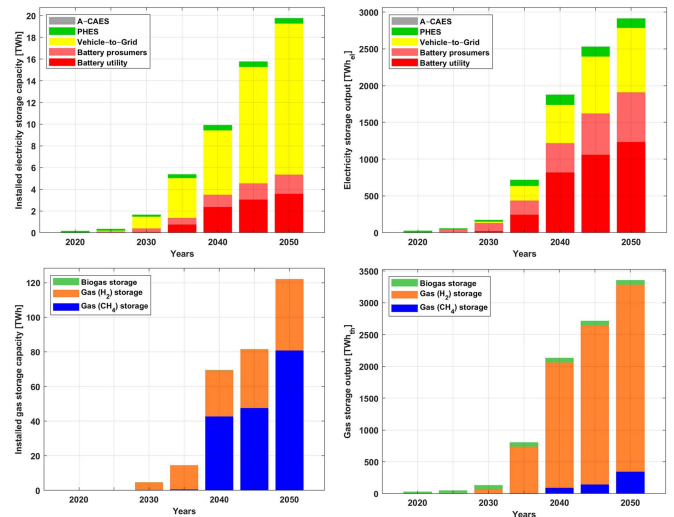 A−CAES
PHES
Vehicle−to−Grid
Battery prosumers
Battery utility
Installed electricity storage capacity [TWh]
20
18
16
14
12
10
8
6
4
2
0
2020
2030
2040
2050
Years
A−CAES
PHES
Vehicle−to−Grid
Battery prosumers
Battery utility
Electricity storage output [TWh_el]
3000
2500
2000
1500
1000
500
0
2020
2030
2040
2050
Years
Biogas storage
Gas (H₂) storage
Gas (CH₄) storage
Installed gas storage capacity [TWh]
120
100
80
60
40
20
0
2020
2030
2040
2050
Years
Biogas storage
Gas (H₂) storage
Gas (CH₄) storage
Gas storage output [TWh_th]
3500
3000
2500
2000
1500
1000
500
0
2020
2030
2040
2050
Years